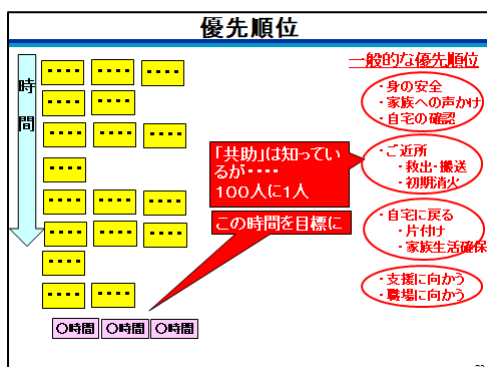 優先順位
時
間
・・・・ ・・・・ ・・・・
・・・・ ・・・・
・・・・ ・・・・ ・・・・
・・・・
・・・・ ・・・・ ・・・・
・・・・ ・・・・ ・・・・
・・・・
・・・・ ・・・・
〇時間 〇時間 〇時間
「共助」は知ってい
るが・・・・
100人に1人
この時間を目標に
一般的な優先順位
・身の安全
・家族への声かけ
・自宅の確認
・ご近所
・救出・搬送
・初期消火
・自宅に戻る
・片付け
・家族生活確保
・支援に向かう
・職場に向かう